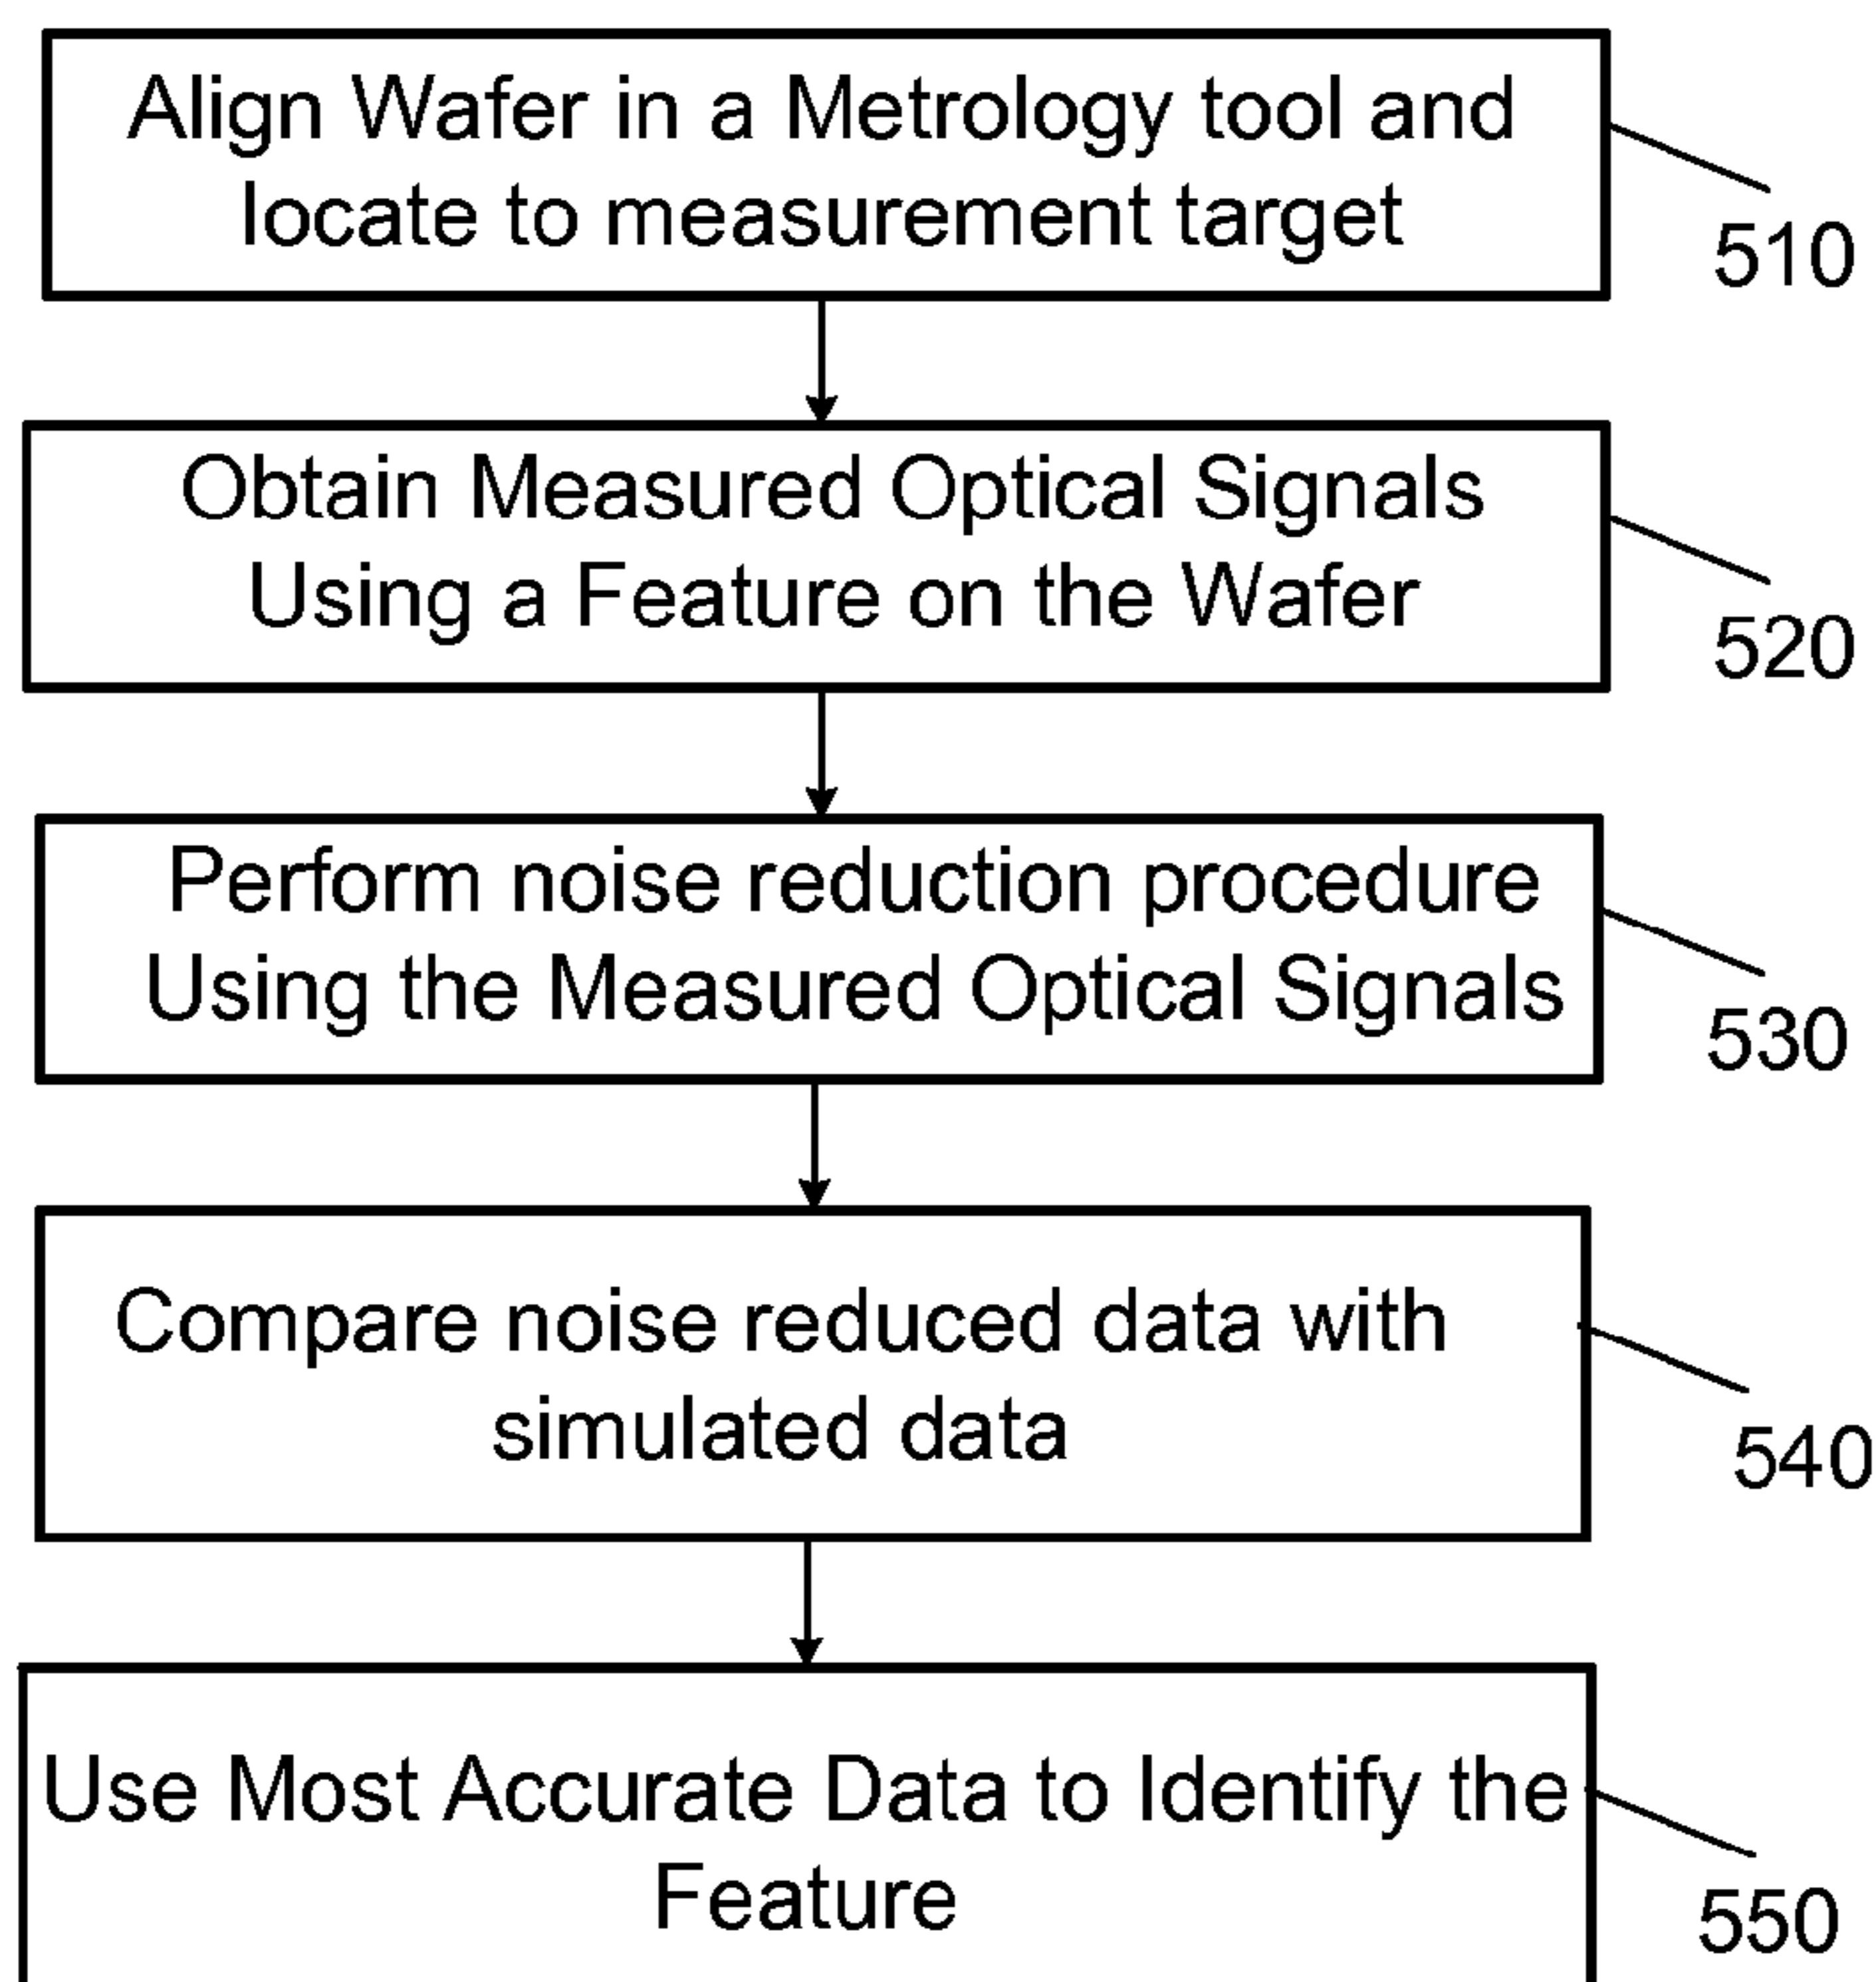 Align Wafer in a Metrology tool and
locate to measurement target
510
Obtain Measured Optical Signals
Using a Feature on the Wafer
520
Perform noise reduction procedure
Using the Measured Optical Signals
530
Compare noise reduced data with
simulated data
540
Use Most Accurate Data to Identify the
Feature
550